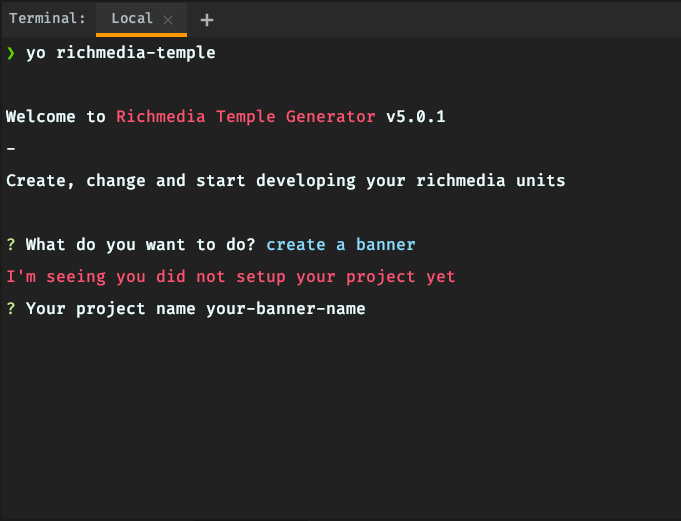 Terminal: Local × +
❯ yo richmedia-temple
Welcome to Richmedia Temple Generator v5.0.1
–
Create, change and start developing your richmedia units
? What do you want to do? create a banner
I'm seeing you did not setup your project yet
? Your project name your-banner-name